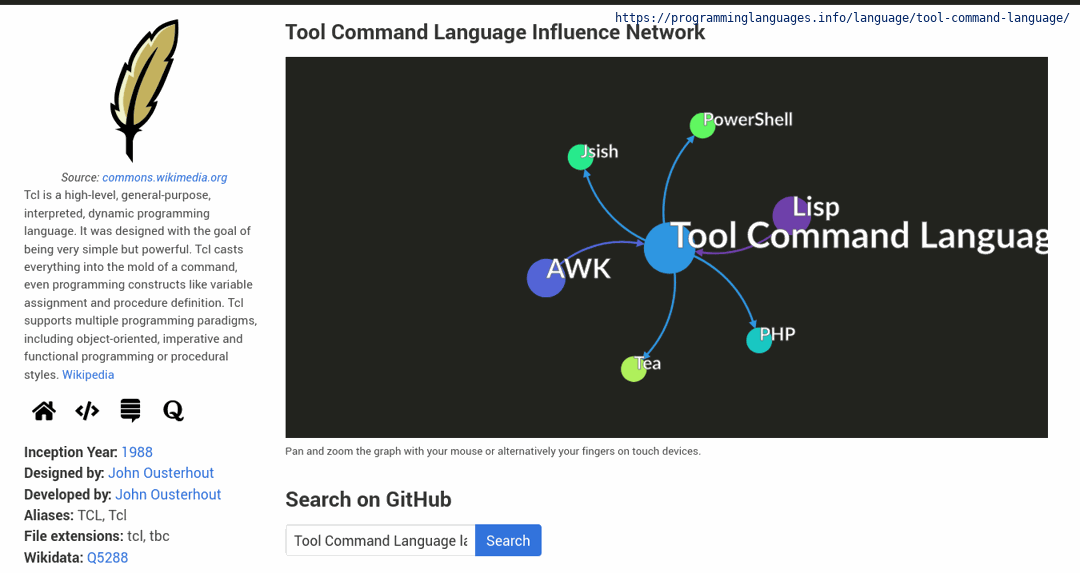 https://programminglanguages.info/language/tool-command-language/
Tool Command Language Influence Network
Source: commons.wikimedia.org
Tcl is a high-level, general-purpose,
interpreted, dynamic programming
language. It was designed with the goal of
being very simple but powerful. Tcl casts
everything into the mold of a command,
even programming constructs like variable
assignment and procedure definition. Tcl
supports multiple programming paradigms,
including object-oriented, imperative and
functional programming or procedural
styles. Wikipedia
Inception Year: 1988
Designed by: John Ousterhout
Developed by: John Ousterhout
Aliases: TCL, Tcl
File extensions: tcl, tbc
Wikidata: Q5288
PowerShell
Jsish
Lisp
Tool Command Languag
AWK
PHP
Tea
Pan and zoom the graph with your mouse or alternatively your fingers on touch devices.
Search on GitHub
Tool Command Language la
Search